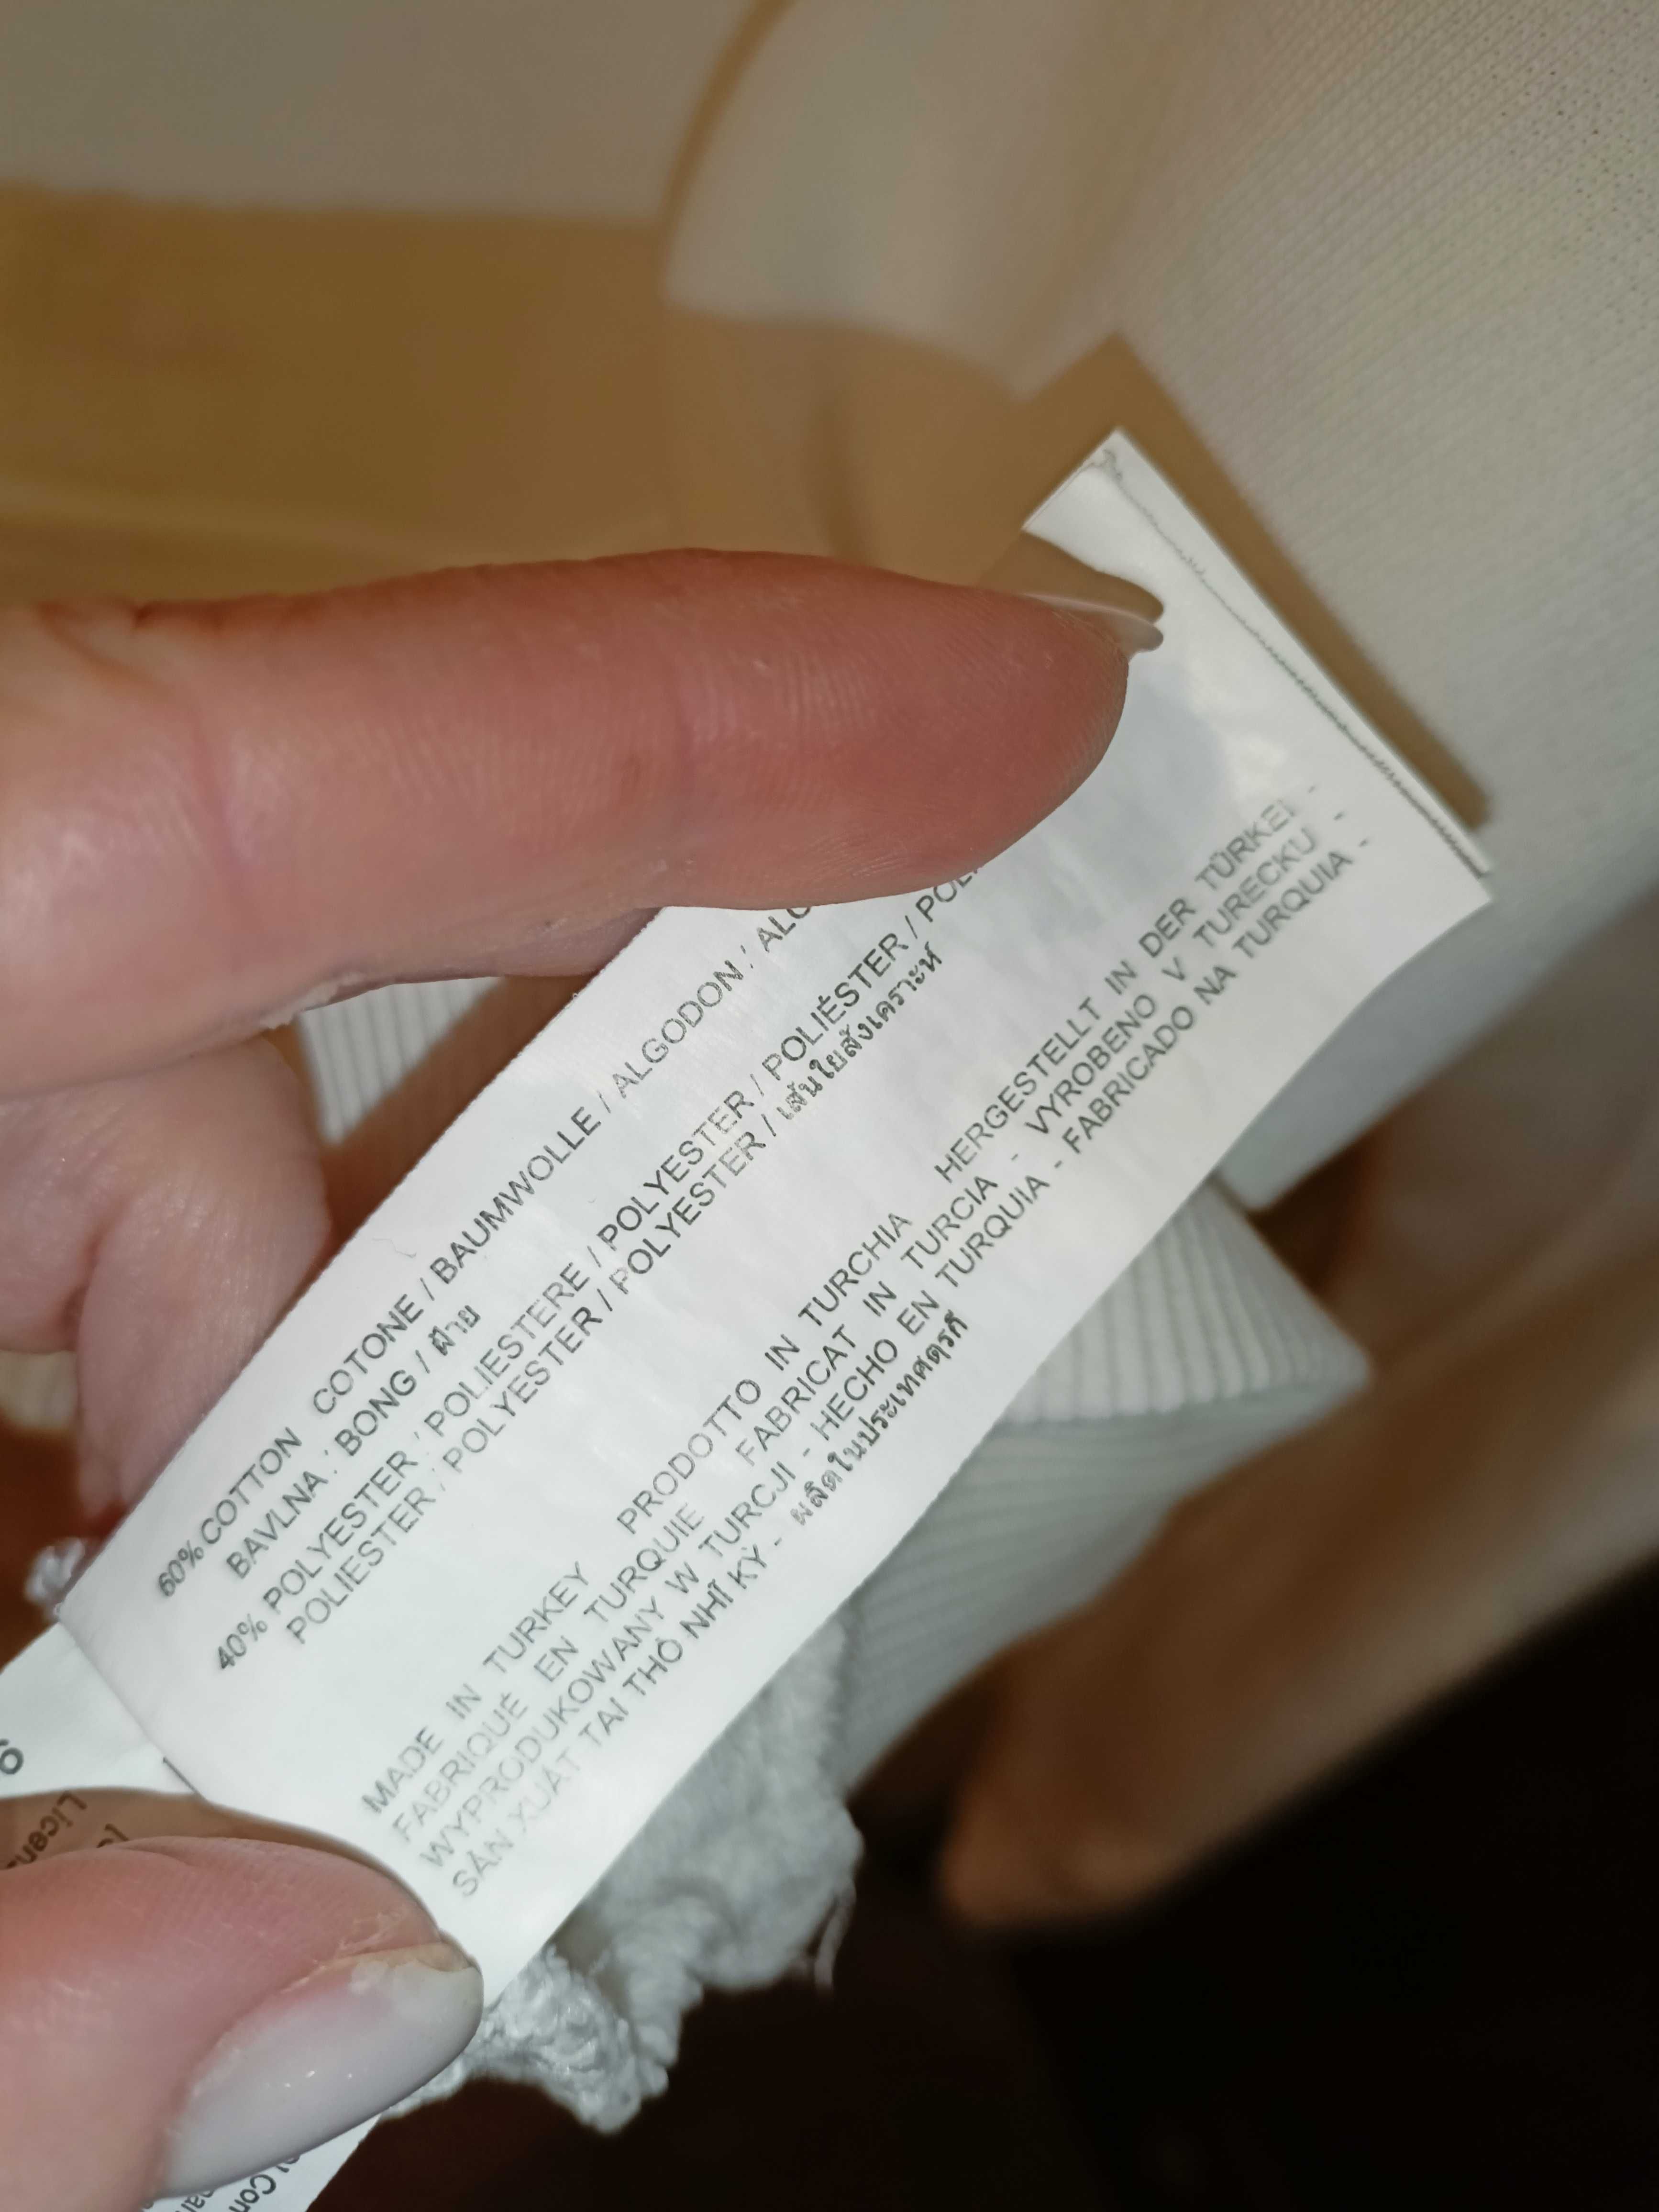 60% COTTON COTONE / BAUMWOLLE / ALGODON / ALG
BAVLNA / BONG / ฝ้าย
40% POLYESTER / POLIESTERE / POLYESTER / POLIÉSTER / POL
POLIESTER / POLYESTER / POLYESTER / เส้นใยสังเคราะห์
MADE IN TURKEY PRODOTTO IN TURCHIA HERGESTELLT IN DER TÜRKEI -
FABRIQUÉ EN TURQUIE FABRICAT IN TURCIA - VYROBENO V TURECKU -
WYPRODUKOWANY W TURCJI - HECHO EN TURQUIA - FABRICADO NA TURQUIA -
SẢN XUẤT TAI THỔ NHĨ KỲ - ผลิตในประเทศตุรกี
6